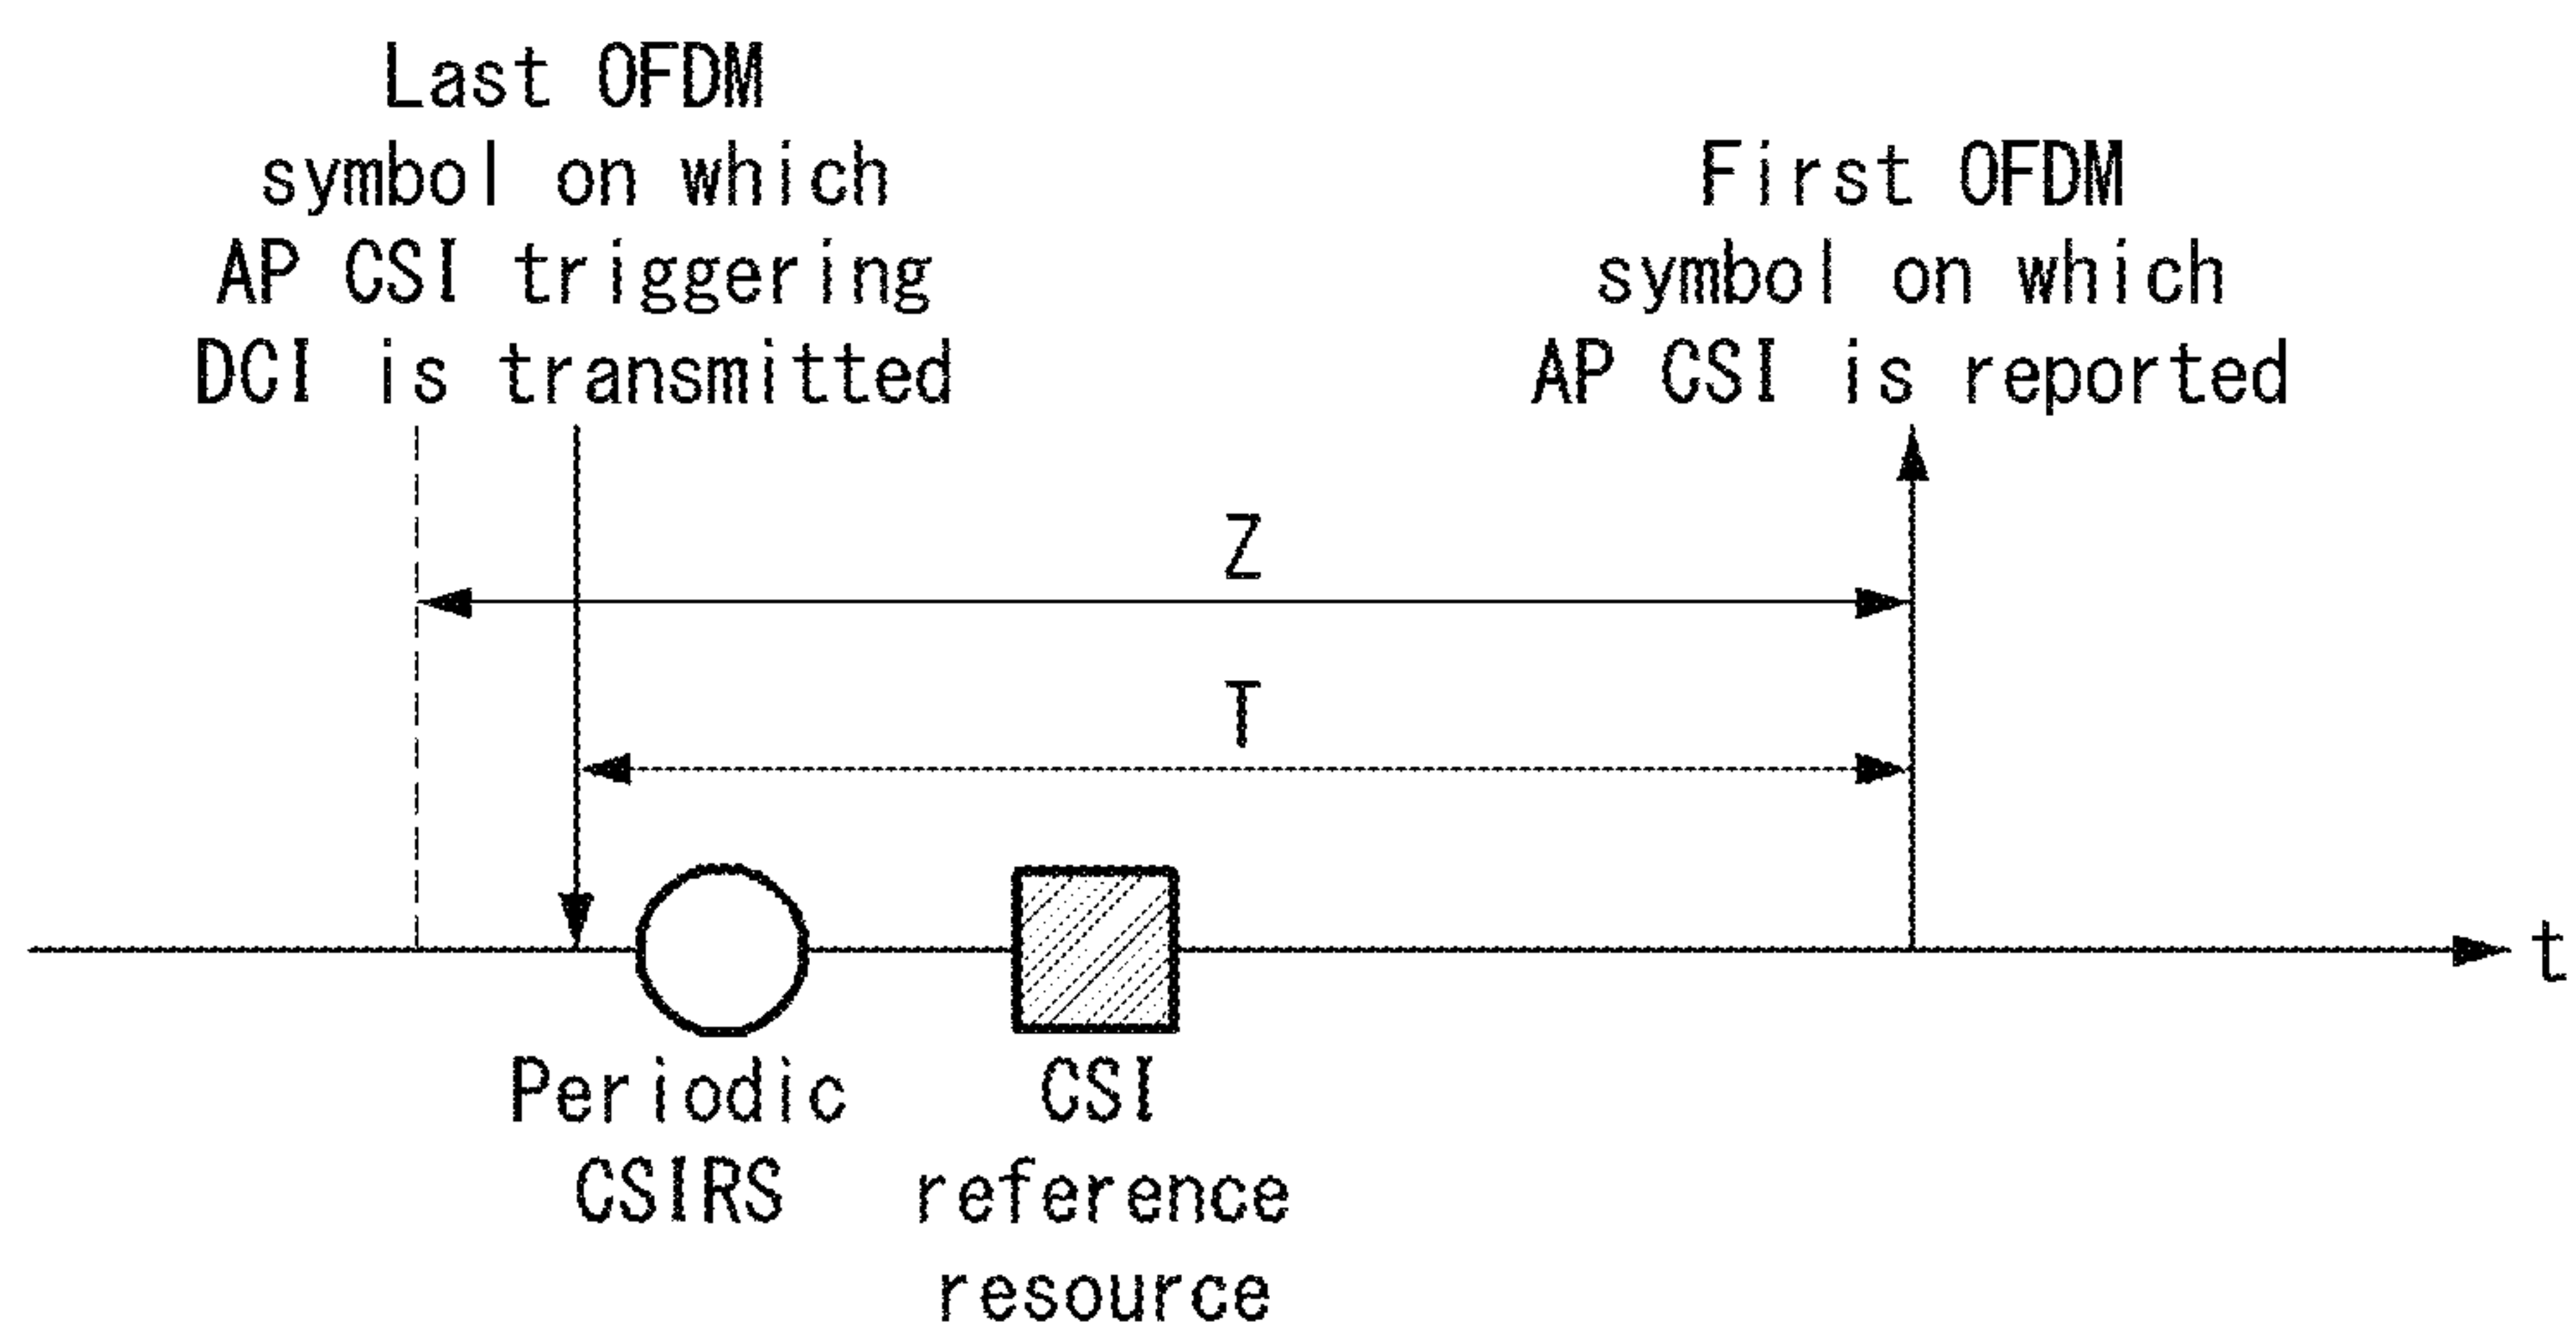 Last OFDM
symbol on which
AP CSI triggering
DCI is transmitted
First OFDM
symbol on which
AP CSI is reported
Z
T
t
Periodic
CSIRS
CSI
reference
resource